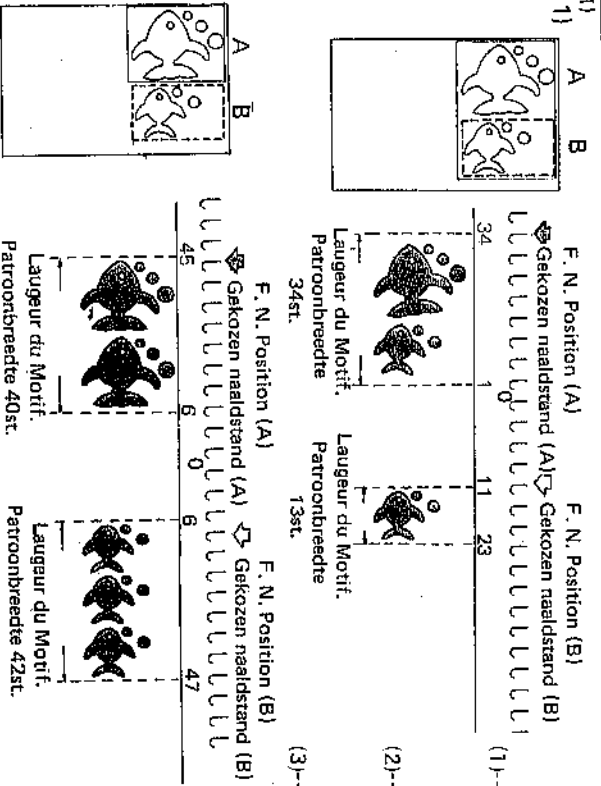 1)
A B
F. N. Position (A) F. N. Position (B)
Gekozen naaldstand (A) Gekozen naaldstand (B)
34 1 0 11 23
Laugeur du Motif.
Patroonbreedte
34st.
Laugeur du Motif.
Patroonbreedte
13st.
(1)--
(2)--
(3)--
A B
F. N. Position (A) F. N. Position (B)
Gekozen naaldstand (A) Gekozen naaldstand (B)
45 6 0 6 47
Laugeur du Motif.
Patroonbreedte 40st.
Laugeur du Motif.
Patroonbreedte 42st.